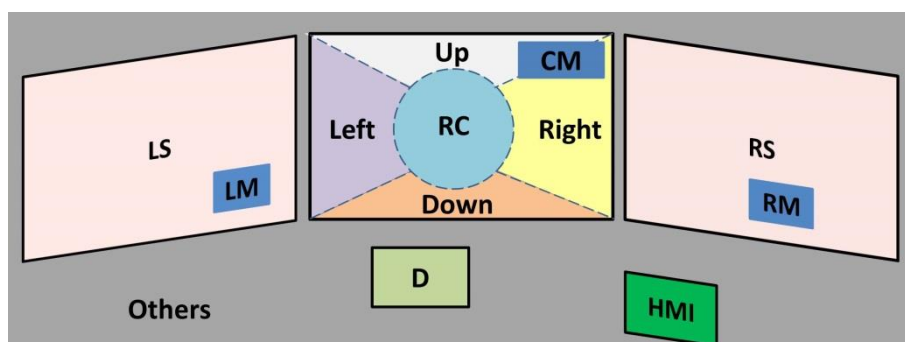 Up
CM
Left
RC
Right
Down
LS
LM
RS
RM
D
HMI
Others